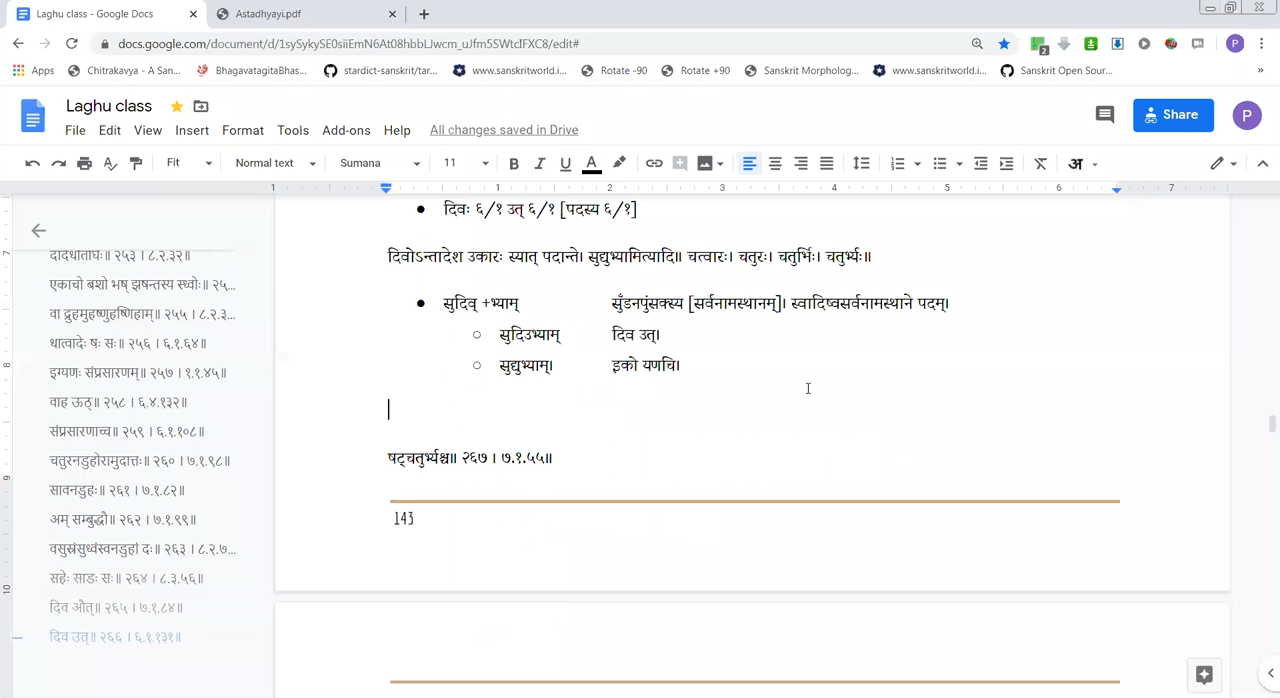 Laghu class - Google Docs
Astadhyayi.pdf
docs.google.com/document/d/1sySykySE0siiEmN6At08hbbLJwcm_uJfm5SWtcIFXC8/edit#
Apps
Chitrakavya - A San...
BhagavatagitaBhas...
stardict-sanskrit/tar...
www.sanskritworld.i...
Rotate -90
Rotate +90
Sanskrit Morpholog...
www.sanskritworld.i...
Sanskrit Open Sour...
Laghu class
File Edit View Insert Format Tools Add-ons Help All changes saved in Drive
Share
P
Fit Normal text Sumana 11
दिवः ६/१ उत् ६/१ [पदस्य ६/१]
दिवोऽन्तादेश उकारः स्यात् पदान्ते। सुद्युभ्यामित्यादि॥ चत्वारः। चतुरः। चतुर्भिः। चतुर्भ्यः॥
सुदिव् +भ्याम् सुँडनपुंसक्स्य [सर्वनामस्थानम्]। स्वादिष्वसर्वनामस्थाने पदम्।
सुदिउभ्याम् दिव उत्।
सुद्युभ्याम्। इको यणचि।
षट्चतुर्भ्यश्च॥ २६७ । ७.१.५५॥
143
दादेर्धातोर्घः॥ २५३ । ८.२.३२॥
एकाचो बशो भष् झषन्तस्य स्ध्वोः॥ २५...
वा द्रुहमुहष्णुहष्णिहाम्॥ २५५ । ८.२.३...
धात्वादेः षः सः॥ २५६ । ६.१.६४॥
इग्यणः संप्रसारणम्॥ २५७ । १.१.४५॥
वाह ऊठ्॥ २५८ । ६.४.१३२॥
संप्रसारणाच्च॥ २५९ । ६.१.१०८॥
चतुरनडुहोरामुदात्तः॥ २६० । ७.१.९८॥
सावनडुहः॥ २६१ । ७.१.८२॥
अम् सम्बुद्धौ॥ २६२ । ७.१.९९॥
वसुस्रंसुध्वंस्वनडुहां दः॥ २६३ । ८.२.७...
सहेः साडः सः॥ २६४ । ८.३.५६॥
दिव औत्॥ २६५ । ७.१.८४॥
दिव उत्॥ २६६ । ६.१.१३१॥